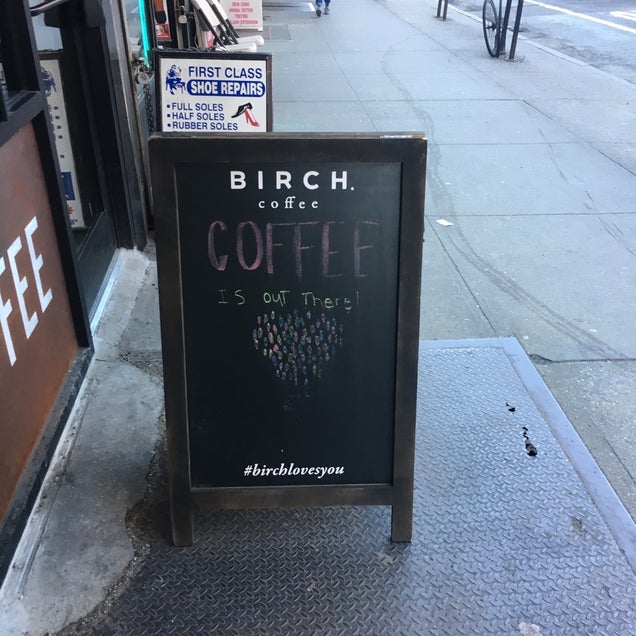 FIRST CLASS
SHOE REPAIRS
FULL SOLES
HALF SOLES
RUBBER SOLES
BIRCH.
coffee
COFFEE
IS OUT There!
#birchlovesyou
FEE